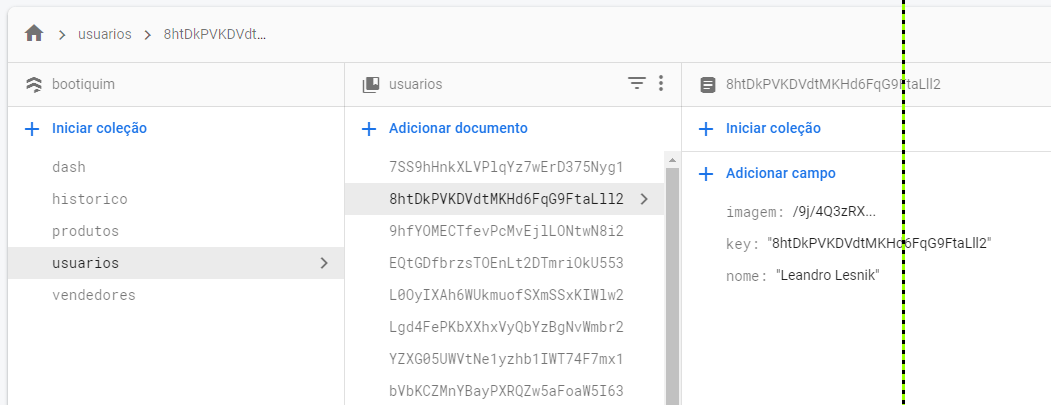 usuarios
8htDkPVKDVdt...
bootiquim
usuarios
8htDkPVKDVdtMKHd6FqG9FtaLll2
Iniciar coleção
Adicionar documento
Iniciar coleção
dash
historico
produtos
usuarios
vendedores
7SS9hHnkXLVPlqYz7wErD375Nyg1
8htDkPVKDVdtMKHd6FqG9FtaLll2
9hfYOMECTfevPcMvEjlLONtwN8i2
EQtGDfbrzsTOEnLt2DTmriOkU553
L0OyIXAh6WUkmuofSXmSSxKIWlw2
Lgd4FePKbXXhxVyQbYzBgNvWmbr2
YZXG05UWVtNe1yzhb1IWT74F7mx1
bVbKCZMnYBayPXRQZw5aFoaW5I63
Adicionar campo
imagem: /9j/4Q3zRX...
key: "8htDkPVKDVdtMKHd6FqG9FtaLll2"
nome: "Leandro Lesnik"